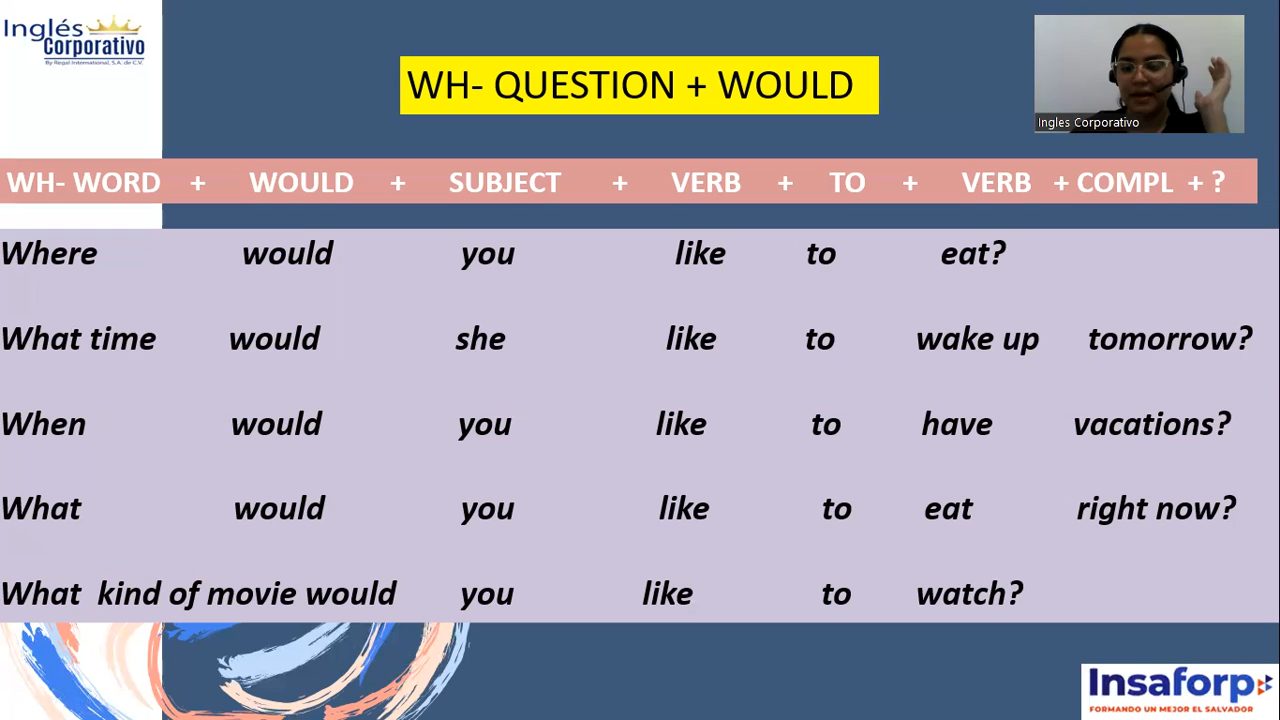 Inglés
Corporativo
By Regal International, S.A. de C.V.
WH- QUESTION + WOULD
Ingles Corporativo
WH- WORD + WOULD + SUBJECT + VERB + TO + VERB + COMPL + ?
Where would you like to eat?
What time would she like to wake up tomorrow?
When would you like to have vacations?
What would you like to eat right now?
What kind of movie would you like to watch?
Insaforp
FORMANDO UN MEJOR EL SALVADOR